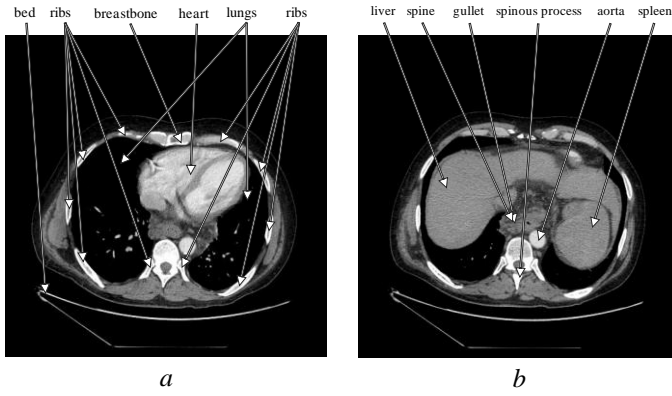 bed ribs breastbone heart lungs ribs
liver spine gullet spinous process aorta spleen
a
b